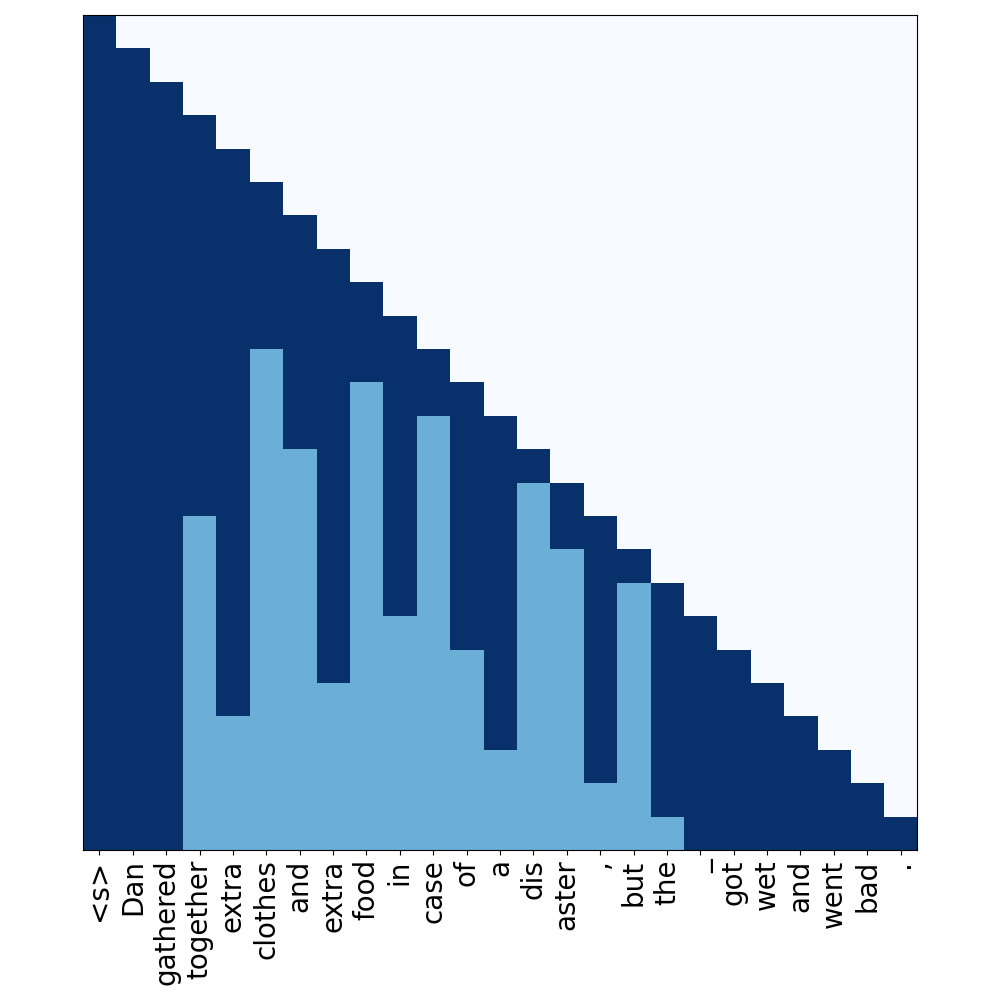 <s> Dan gathered together extra clothes and extra food in case of a dis aster , but the _ got wet and went bad .